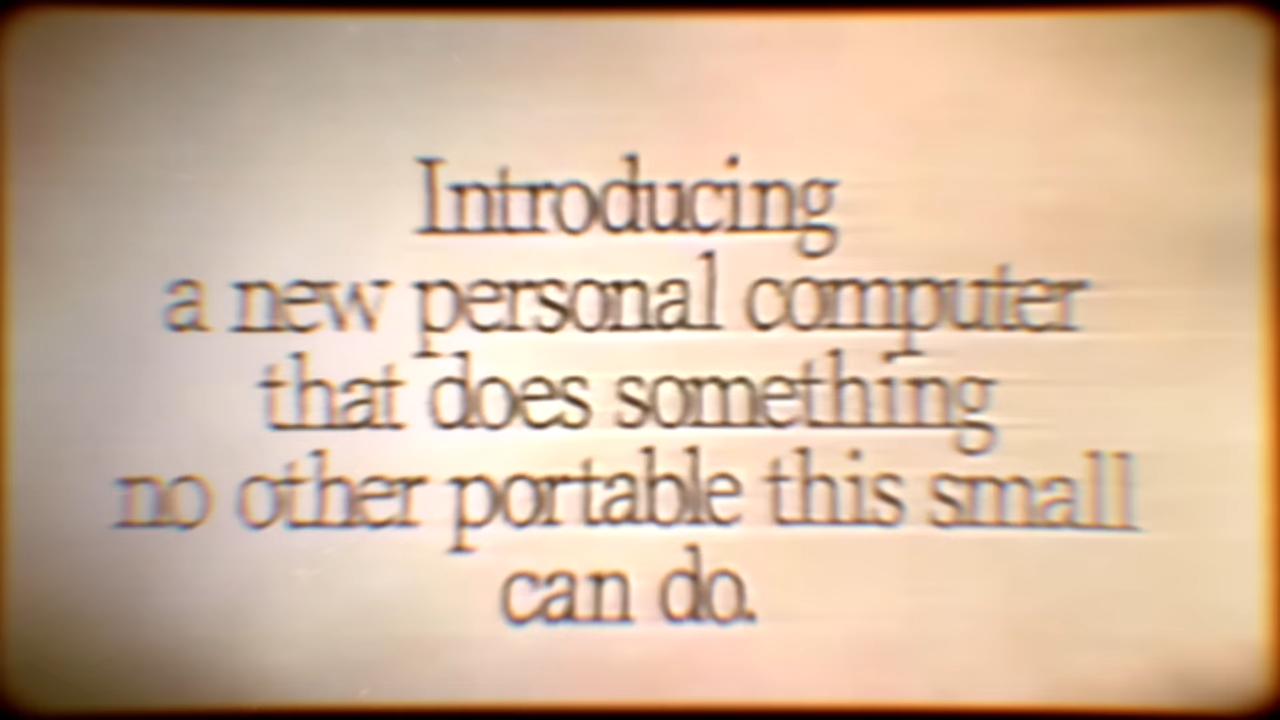 Introducing
a new personal computer
that does something
no other portable this small
can do.